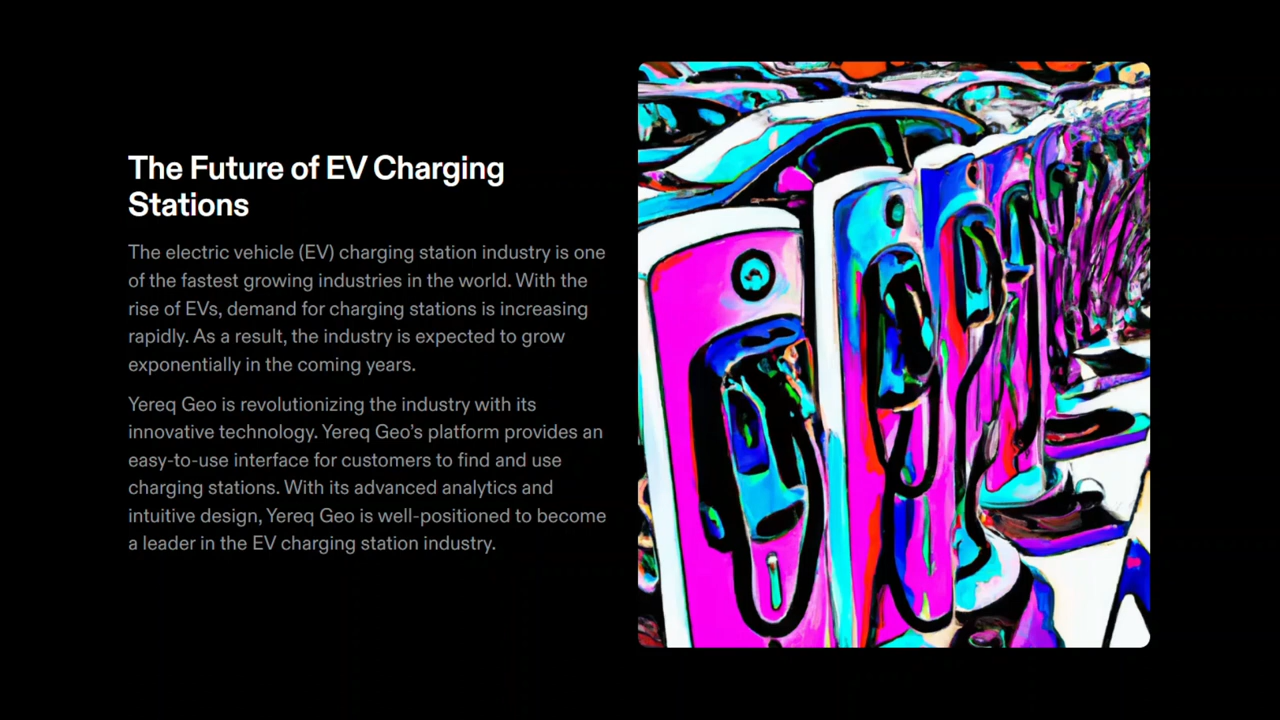 The Future of EV Charging
Stations
The electric vehicle (EV) charging station industry is one
of the fastest growing industries in the world. With the
rise of EVs, demand for charging stations is increasing
rapidly. As a result, the industry is expected to grow
exponentially in the coming years.
Yereq Geo is revolutionizing the industry with its
innovative technology. Yereq Geo’s platform provides an
easy-to-use interface for customers to find and use
charging stations. With its advanced analytics and
intuitive design, Yereq Geo is well-positioned to become
a leader in the EV charging station industry.